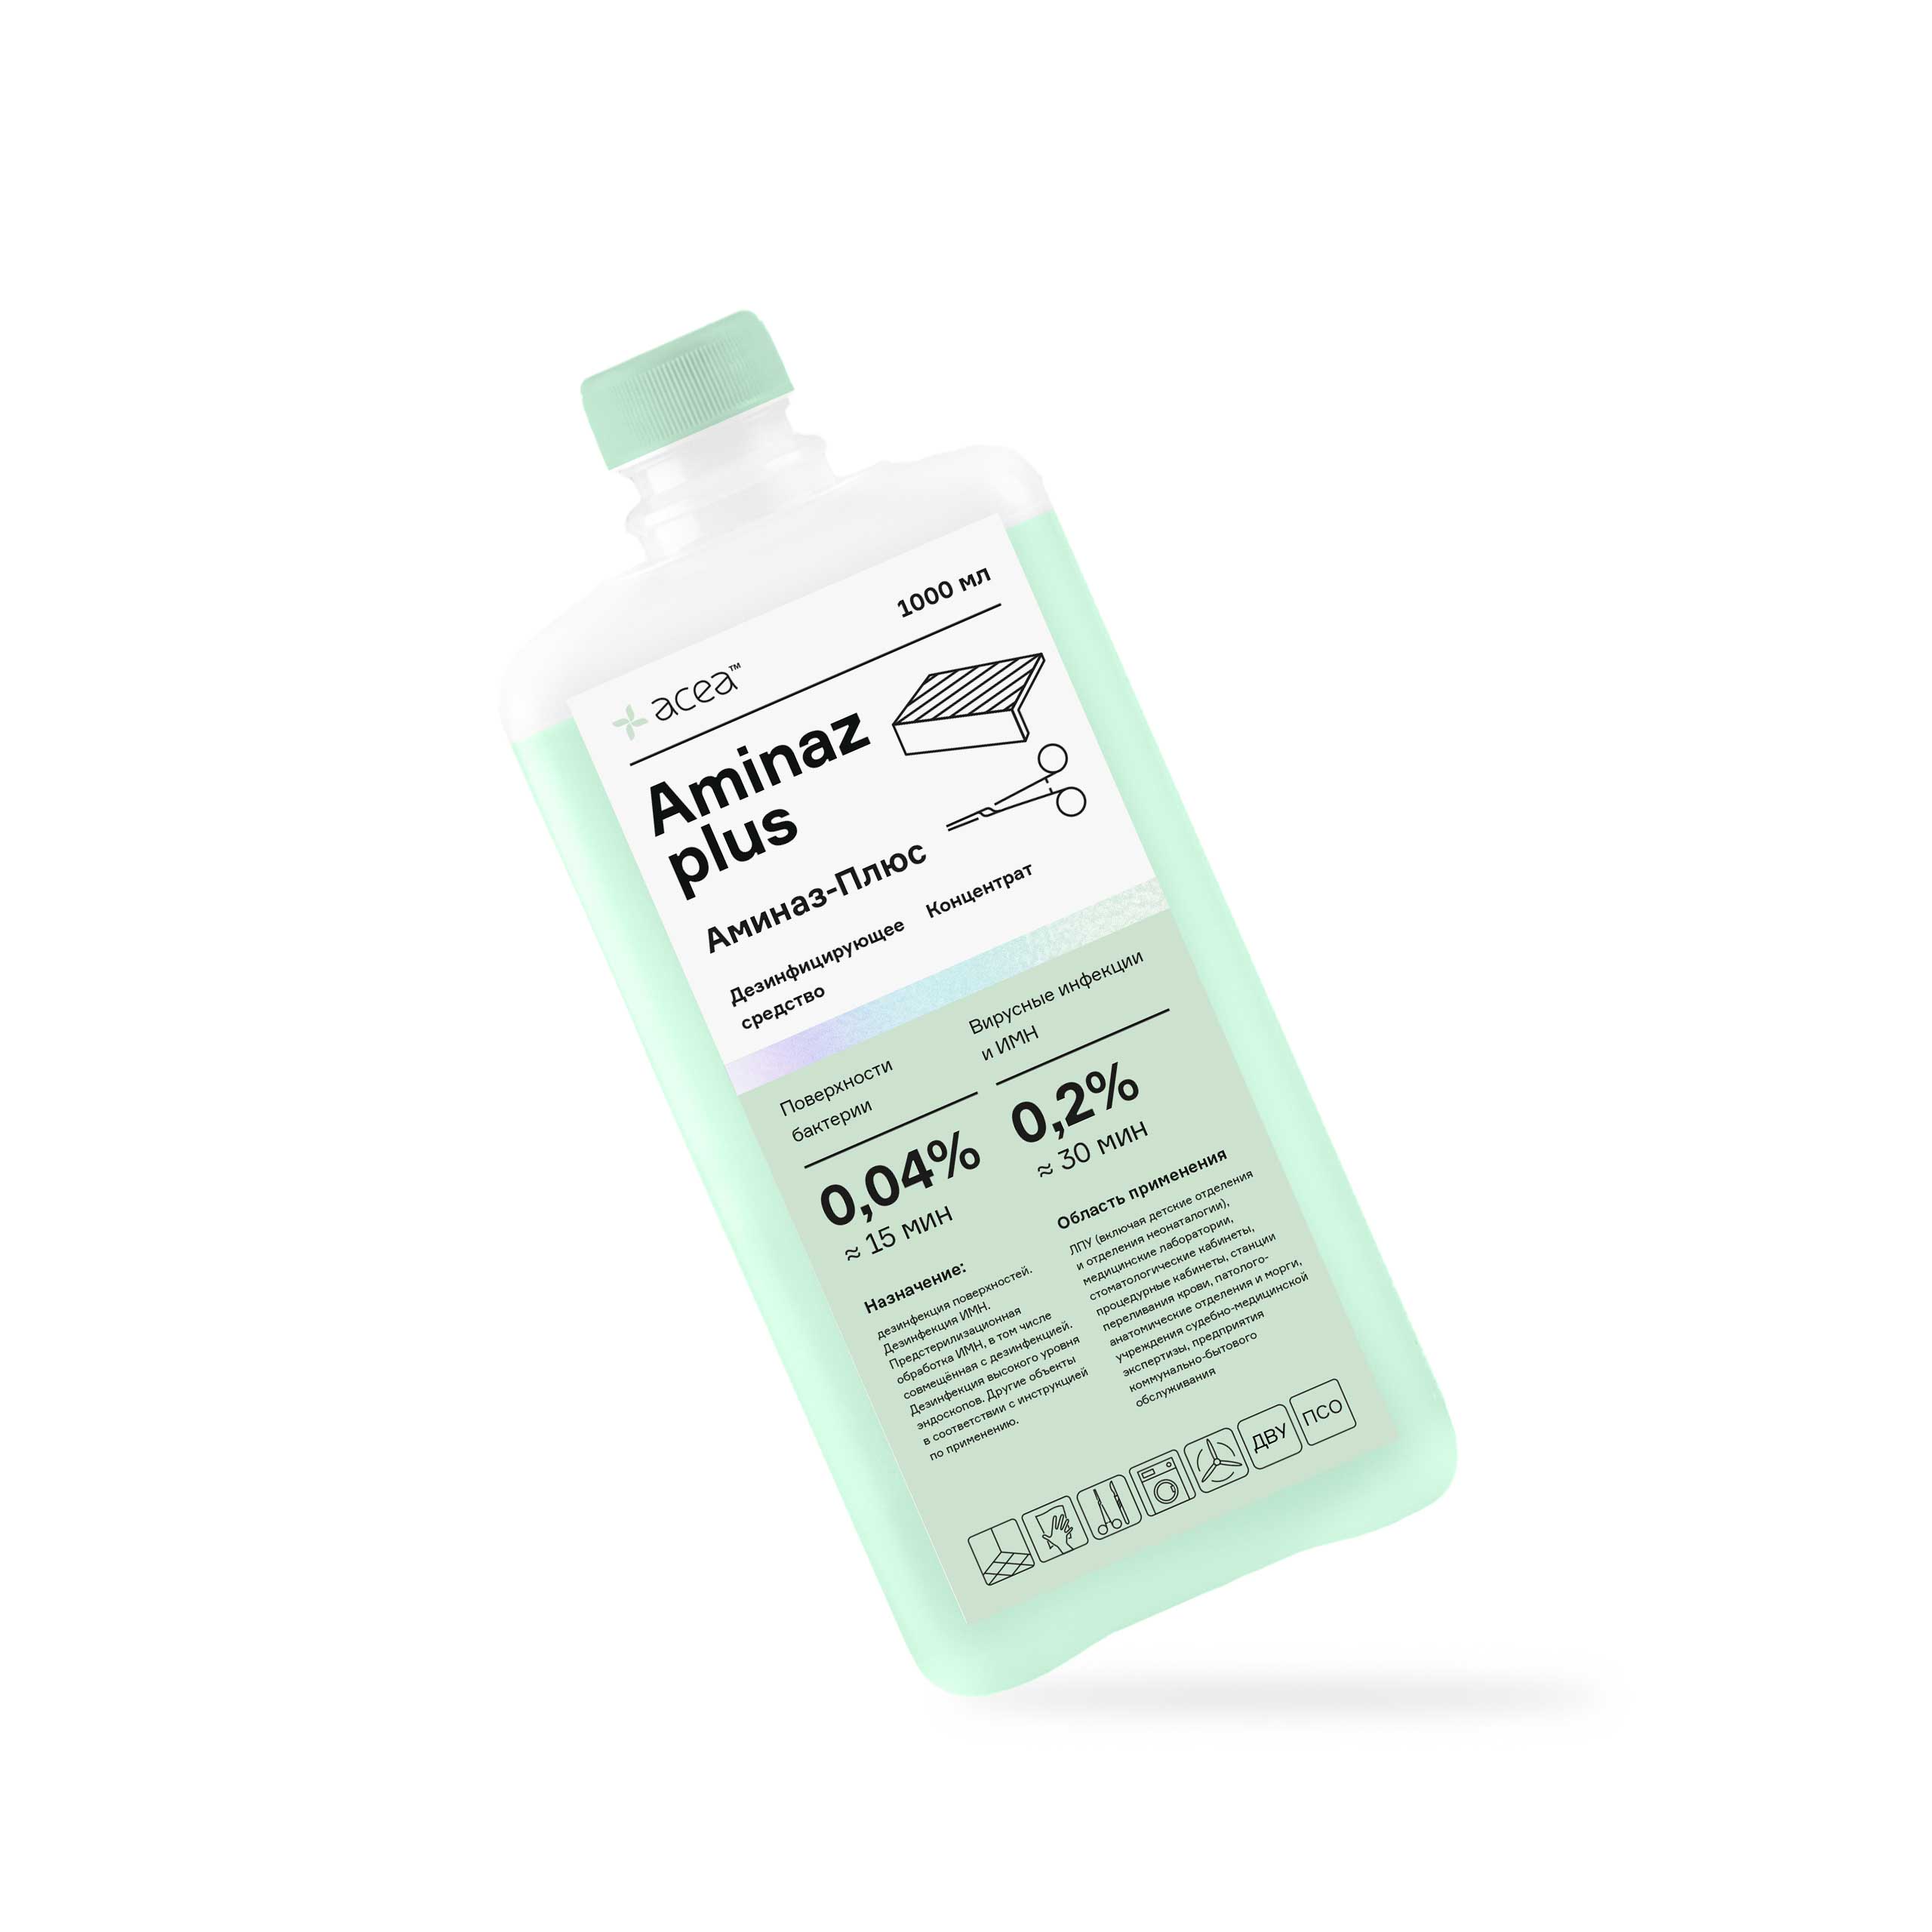 1000 мл
acea™
Aminaz
plus
Аминаз-Плюс
Дезинфицирующее
средство
Концентрат
Поверхности
бактерии
0,04%
≈ 15 мин
Вирусные инфекции
и ИМН
0,2%
≈ 30 мин
Назначение:
дезинфекция поверхностей.
Дезинфекция ИМН.
Предстерилизационная
обработка ИМН, в том числе
совмещённая с дезинфекцией.
Дезинфекция высокого уровня
эндоскопов. Другие объекты
в соответствии с инструкцией
по применению.
Область применения
ЛПУ (включая детские отделения
и отделения неонаталогии),
медицинские лаборатории,
стоматологические кабинеты,
процедурные кабинеты, станции
переливания крови, патолого-
анатомические отделения и морги,
учреждения судебно-медицинской
экспертизы, предприятия
коммунально-бытового
обслуживания
ДВУ
ПСО